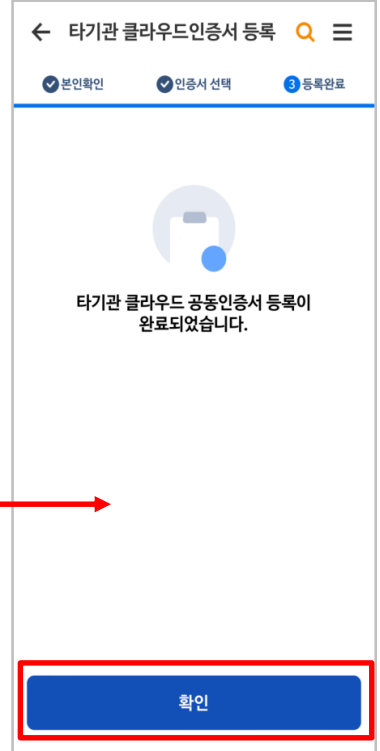 타기관 클라우드인증서 등록
본인확인 인증서 선택 3 등록완료
타기관 클라우드 공동인증서 등록이
완료되었습니다.
확인